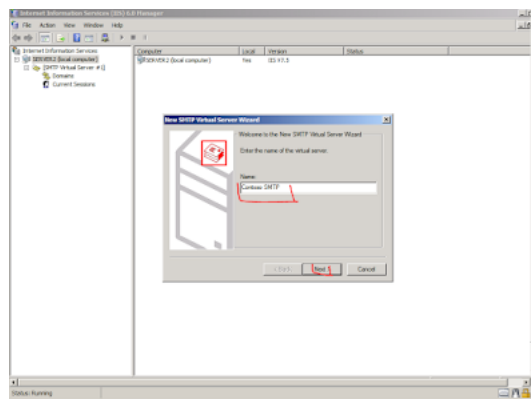 Internet Information Services (IIS) 6.0 Manager
File Action View Window Help
Internet Information Services
SERVER2 (local computer)
[SMTP Virtual Server #1]
Domains
Current Sessions
Computer Local Version Status
SERVER2 (local computer) Yes IIS V7.5
New SMTP Virtual Server Wizard
Welcome to the New SMTP Virtual Server Wizard
Enter the name of the virtual server.
Name:
Contoso SMTP
< Back Next > Cancel
Status: Running